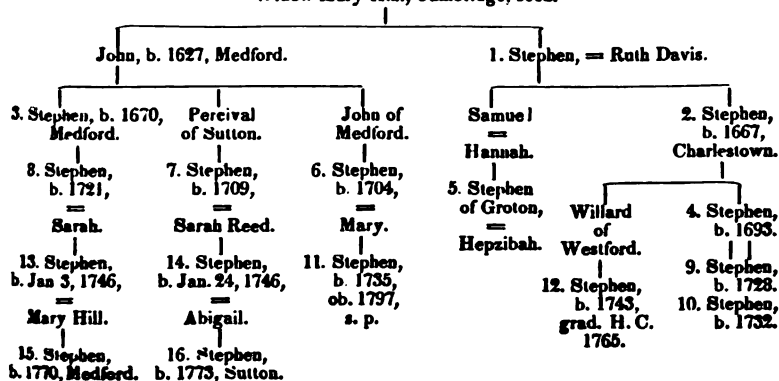 Widow Mary Cambridge,
John, b. 1627, Medford.
1. Stephen, = Ruth Davis.
3. Stephen, b. 1670,
Medford.
Percival
of Sutton.
John of
Medford.
Samuel
=
Hannah.
2. Stephen,
b. 1667,
Charlestown.
8. Stephen,
b. 1721,
=
Sarah.
7. Stephen,
b. 1709,
=
Sarah Reed.
6. Stephen,
b. 1704,
=
Mary.
5. Stephen
of Groton,
=
Hepzibah.
Willard
of
Westford.
4. Stephen,
b. 1693.
13. Stephen,
b. Jan 3, 1746,
=
Mary Hill.
14. Stephen,
b. Jan. 24, 1746,
=
Abigail.
11. Stephen,
b. 1735,
ob. 1797,
s. p.
12. Stephen,
b. 1743,
grad. H. C.
1765.
9. Stephen,
b. 1728.
10. Stephen,
b. 1732.
15. Stephen,
b. 1770, Medford.
16. Stephen,
b. 1773, Sutton.